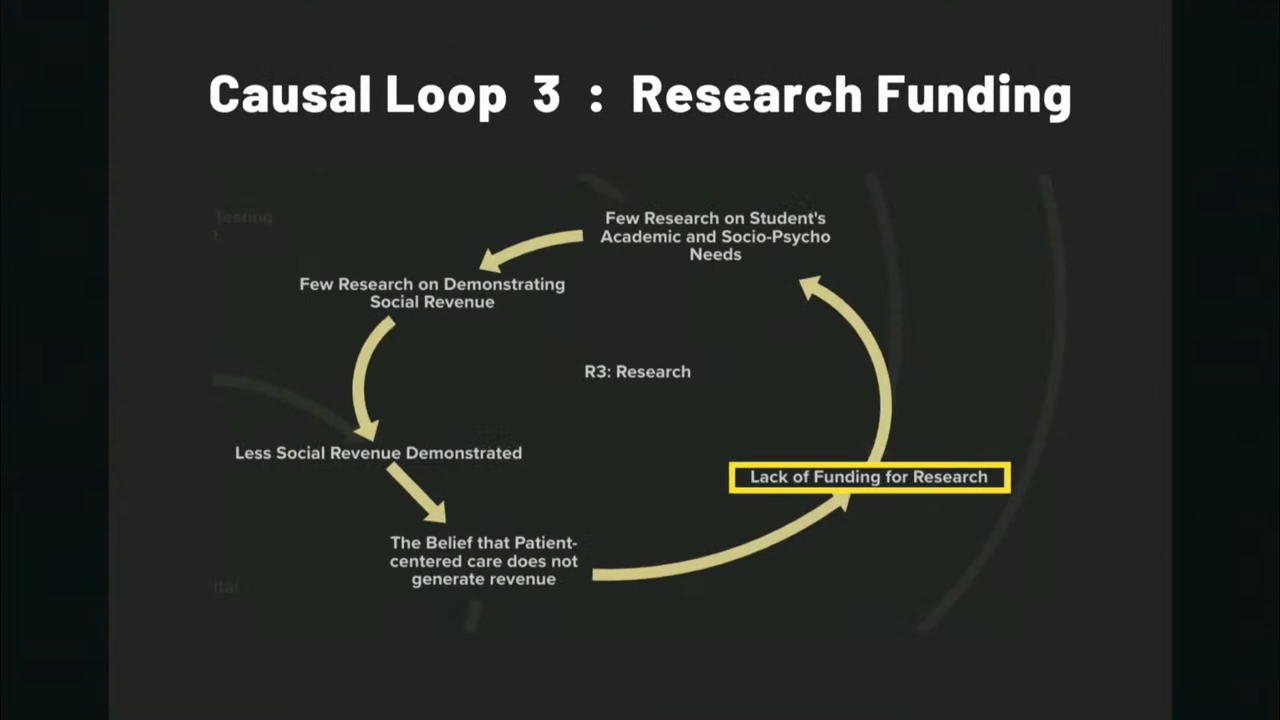 Causal Loop 3 : Research Funding
Testing
Few Research on Student's
Academic and Socio-Psycho
Needs
Few Research on Demonstrating
Social Revenue
R3: Research
Less Social Revenue Demonstrated
Lack of Funding for Research
The Belief that Patient-
centered care does not
generate revenue